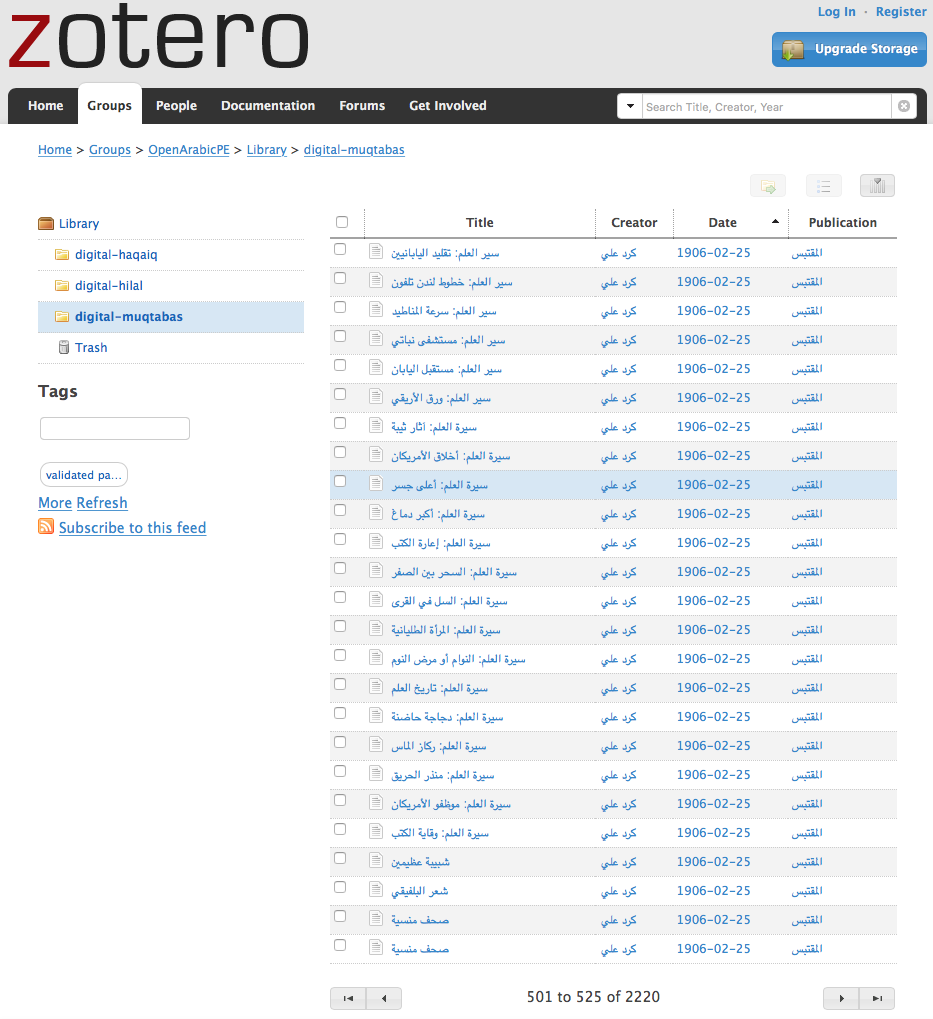 zotero
Log In · Register
Upgrade Storage
Home Groups People Documentation Forums Get Involved
Search Title, Creator, Year
Home > Groups > OpenArabicPE > Library > digital-muqtabas
Library
digital-haqaiq
digital-hilal
digital-muqtabas
Trash
Tags
validated pa...
More Refresh
Subscribe to this feed
Title Creator Date Publication
سير العلم: تقليد اليابانيين كرد علي 1906-02-25 المقتبس
سير العلم: خطوط لندن تلفون كرد علي 1906-02-25 المقتبس
سير العلم: سرعة المناطيد كرد علي 1906-02-25 المقتبس
سير العلم: مستشفى نباتي كرد علي 1906-02-25 المقتبس
سير العلم: مستقبل اليابان كرد علي 1906-02-25 المقتبس
سير العلم: ورق الأريقي كرد علي 1906-02-25 المقتبس
سيرة العلم: آثار ثيبة كرد علي 1906-02-25 المقتبس
سيرة العلم: أخلاق الأمريكان كرد علي 1906-02-25 المقتبس
سيرة العلم: أعلى جسر كرد علي 1906-02-25 المقتبس
سيرة العلم: أكبر دماغ كرد علي 1906-02-25 المقتبس
سيرة العلم: إعارة الكتب كرد علي 1906-02-25 المقتبس
سيرة العلم: السحر بين الصفر كرد علي 1906-02-25 المقتبس
سيرة العلم: السل في القرى كرد علي 1906-02-25 المقتبس
سيرة العلم: المرأة الطليانية كرد علي 1906-02-25 المقتبس
سيرة العلم: النوام أو مرض النوم كرد علي 1906-02-25 المقتبس
سيرة العلم: تاريخ العلم كرد علي 1906-02-25 المقتبس
سيرة العلم: دجاجة حاضنة كرد علي 1906-02-25 المقتبس
سيرة العلم: ركاز الماس كرد علي 1906-02-25 المقتبس
سيرة العلم: منذر الحريق كرد علي 1906-02-25 المقتبس
سيرة العلم: موظفو الأمريكان كرد علي 1906-02-25 المقتبس
سيرة العلم: وقاية الكتب كرد علي 1906-02-25 المقتبس
شبيبة عظيمين كرد علي 1906-02-25 المقتبس
شعر البلفيقي كرد علي 1906-02-25 المقتبس
صحف منسية كرد علي 1906-02-25 المقتبس
صحف منسية كرد علي 1906-02-25 المقتبس
501 to 525 of 2220